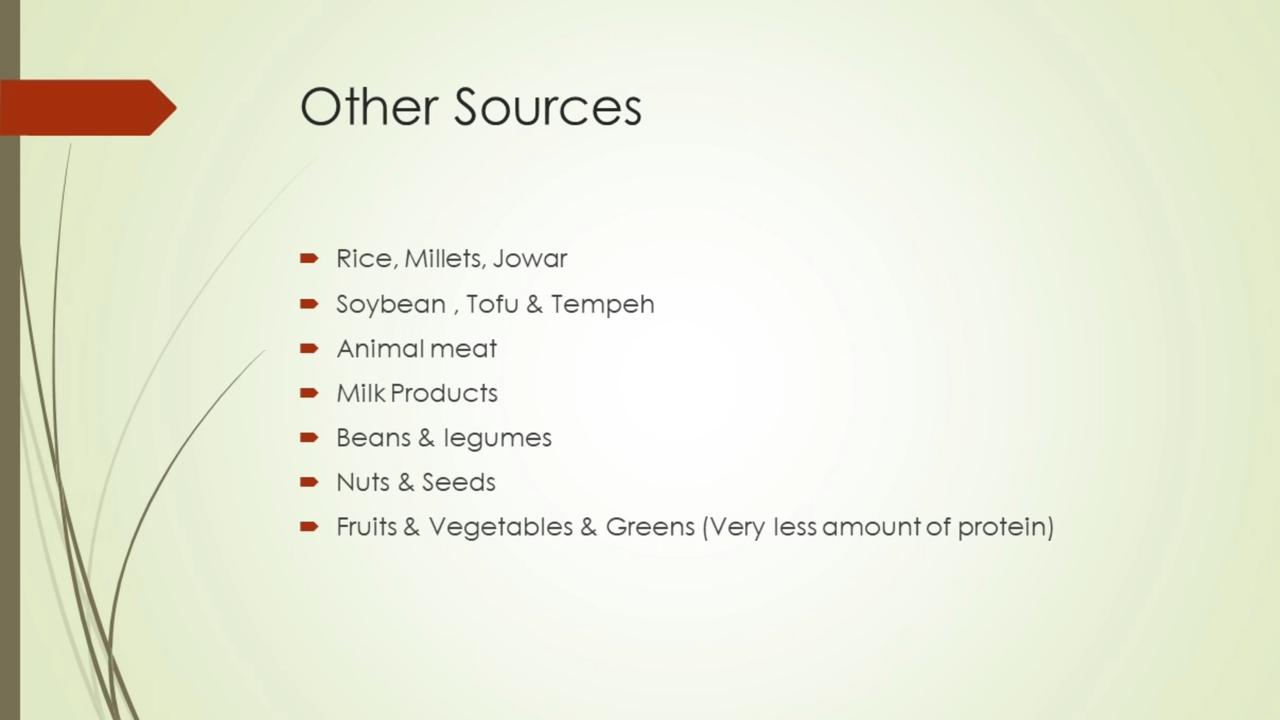 Other Sources
Rice, Millets, Jowar
Soybean , Tofu & Tempeh
Animal meat
Milk Products
Beans & legumes
Nuts & Seeds
Fruits & Vegetables & Greens (Very less amount of protein)